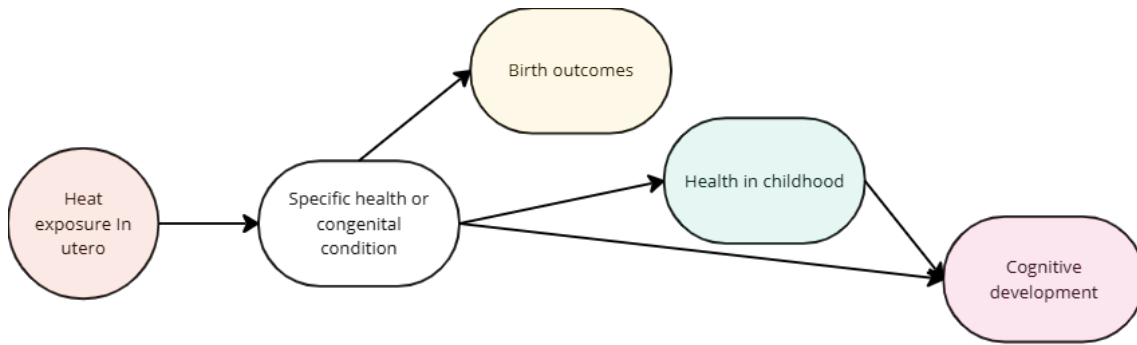 Birth outcomes
Health in childhood
Heat
exposure In
utero
Specific health or
congenital
condition
Cognitive
development